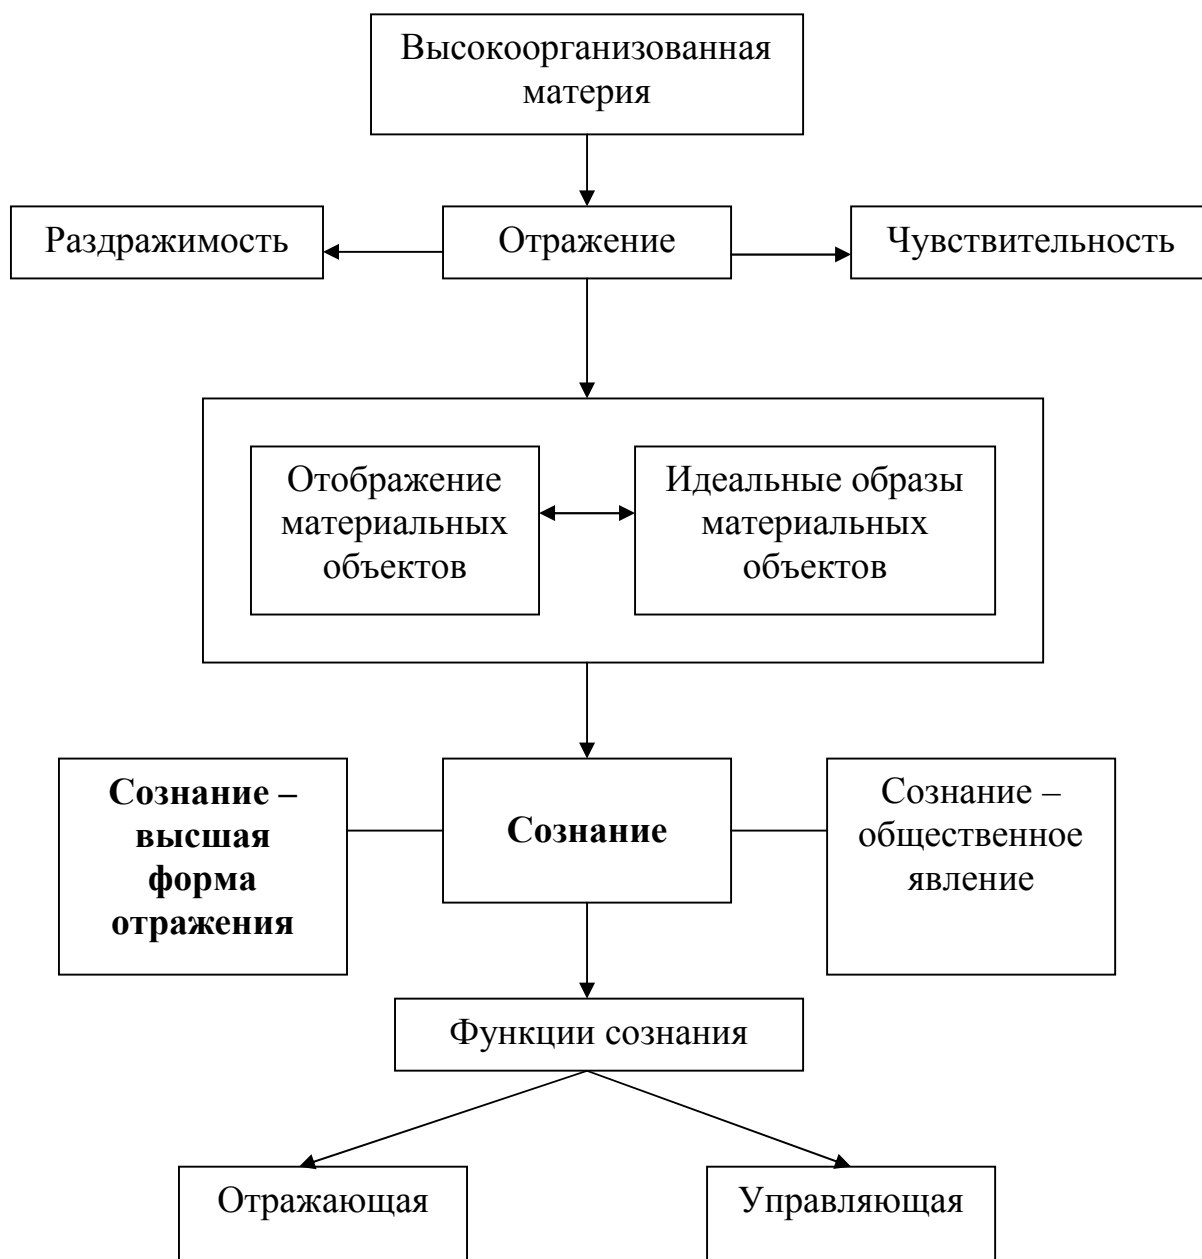 Высокоорганизованная
материя
Раздражимость
Отражение
Чувствительность
Отображение
материальных
объектов
Идеальные образы
материальных
объектов
Сознание –
высшая
форма
отражения
Сознание
Сознание –
общественное
явление
Функции сознания
Отражающая
Управляющая